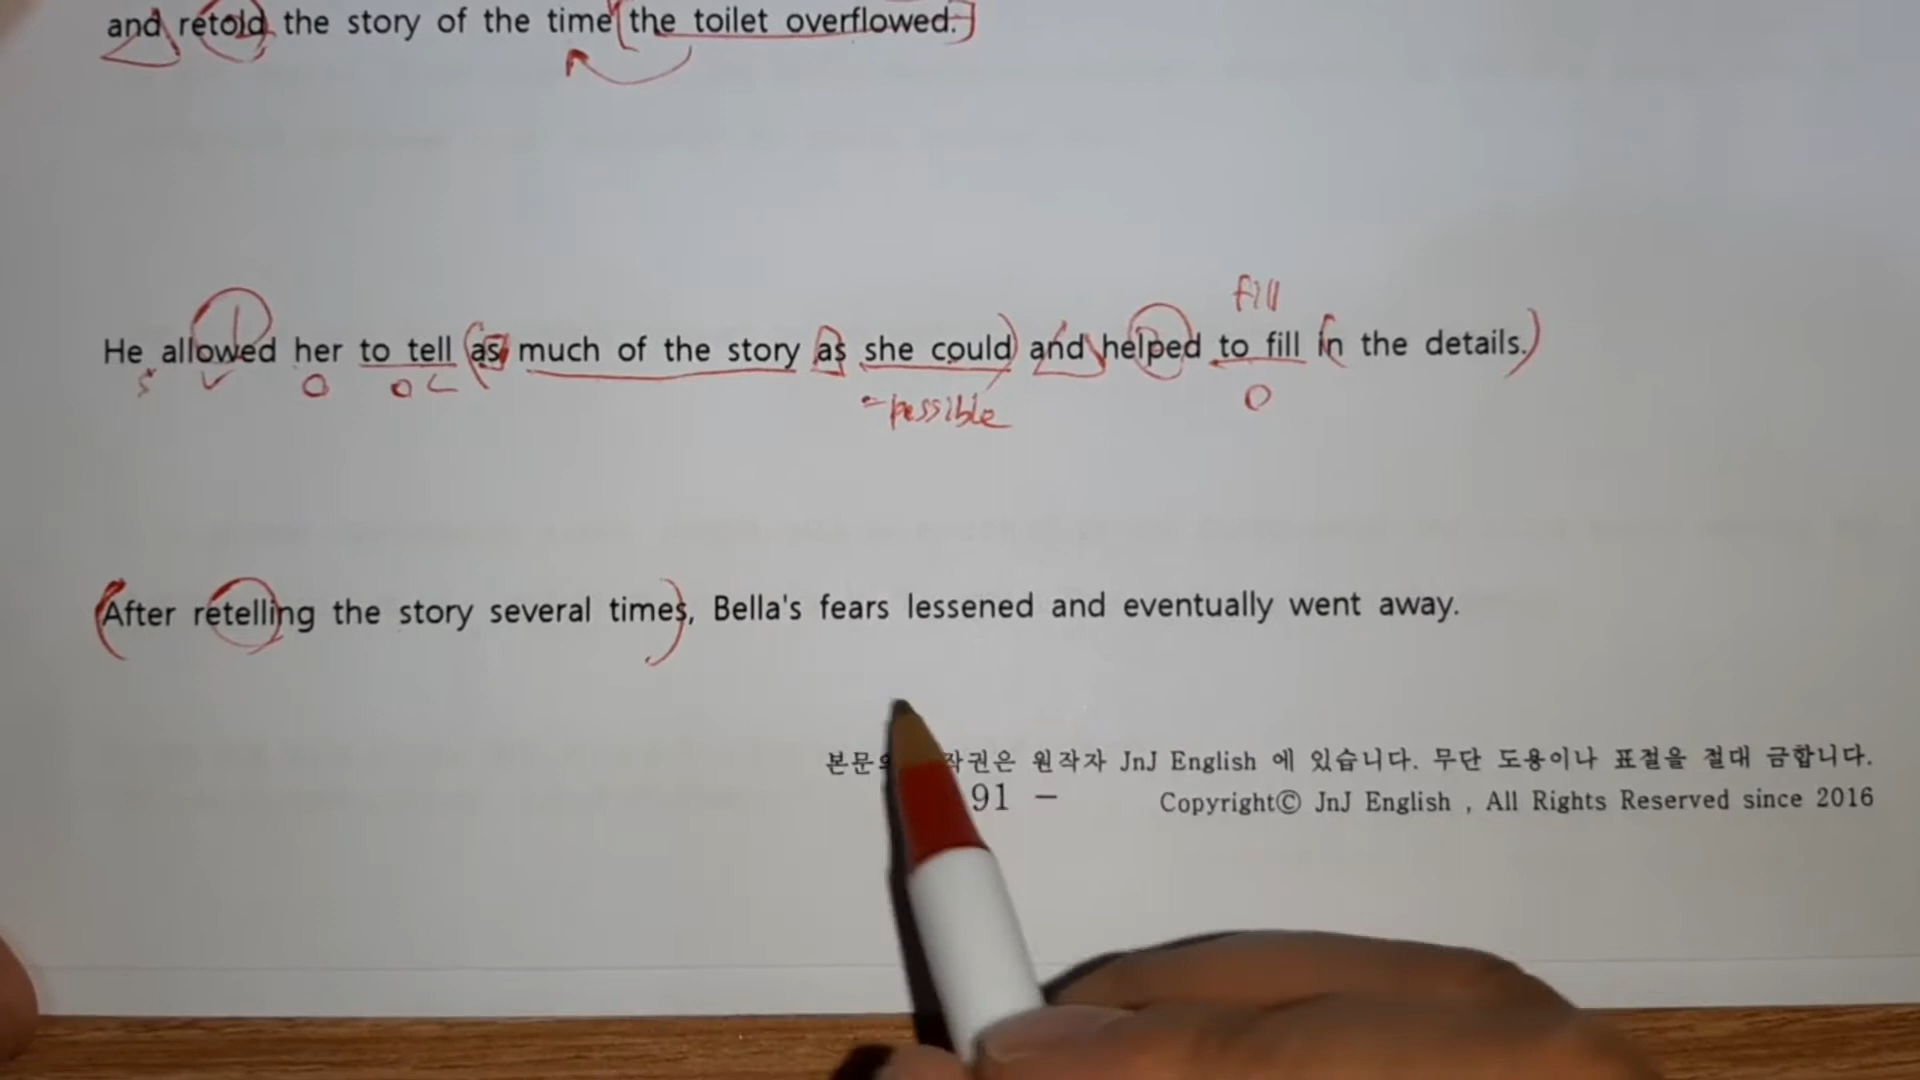 and retold the story of the time the toilet overflowed.
fill
He allowed her to tell as much of the story as she could and helped to fill in the details.
S V O OC O
=possible
After retelling the story several times, Bella's fears lessened and eventually went away.
본문의 작권은 원작자 JnJ English 에 있습니다. 무단 도용이나 표절을 절대 금합니다.
91 -
Copyright© JnJ English , All Rights Reserved since 2016